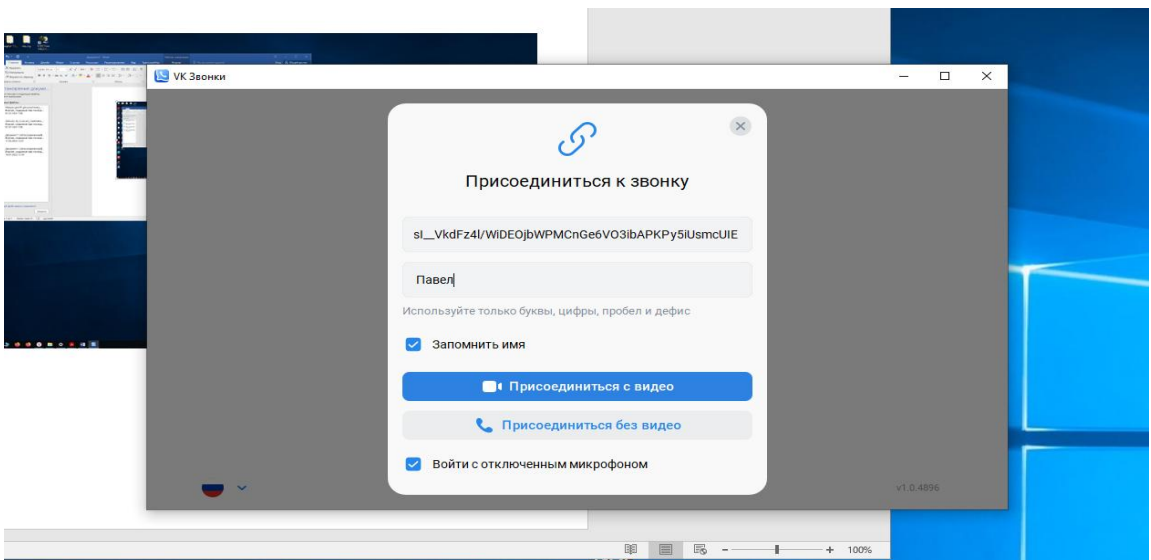 VK Звонки
Присоединиться к звонку
sI__VkdFz4l/WiDEOjbWPMCnGe6VO3ibAPKPy5iUsmcUIE
Павел
Используйте только буквы, цифры, пробел и дефис
Запомнить имя
Присоединиться с видео
Присоединиться без видео
Войти с отключенным микрофоном
v1.0.4896
100%